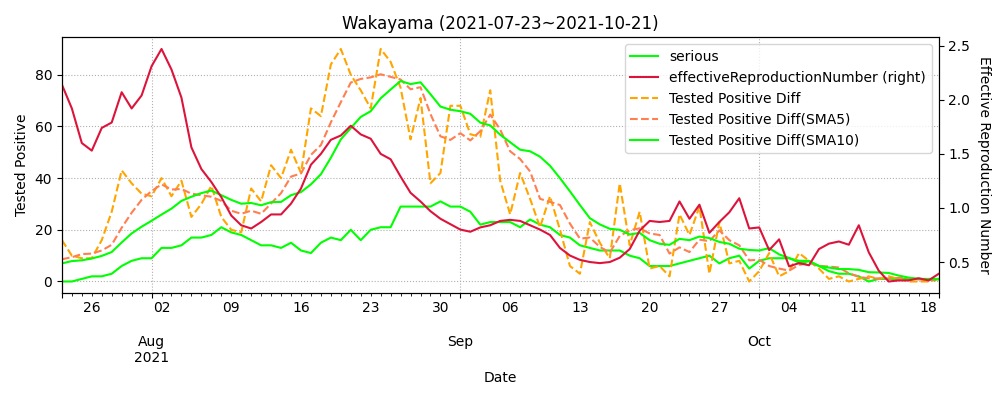 Wakayama (2021-07-23~2021-10-21)
serious
effectiveReproductionNumber (right)
Tested Positive Diff
Tested Positive Diff(SMA5)
Tested Positive Diff(SMA10)
Tested Positive
80
60
40
20
0
2.5
2.0
1.5
1.0
0.5
Effective Reproduction Number
26 02 09 16 23 30 06 13 20 27 04 11 18
Aug Sep Oct
2021
Date